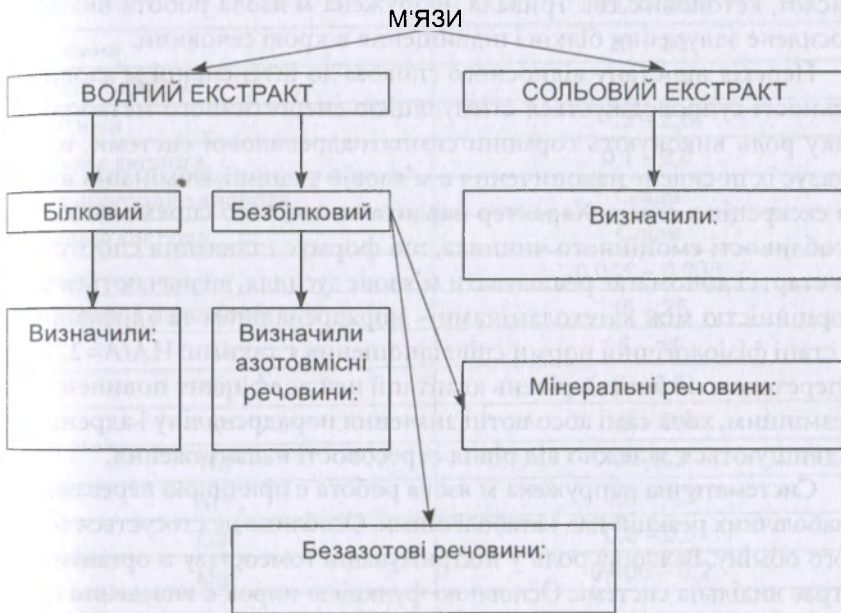 М'ЯЗИ
ВОДНИЙ ЕКСТРАКТ
СОЛЬОВИЙ ЕКСТРАКТ
Білковий
Безбілковий
Визначили:
Визначили:
Визначили
азотовмісні
речовини:
Мінеральні речовини:
Безазотові речовини: